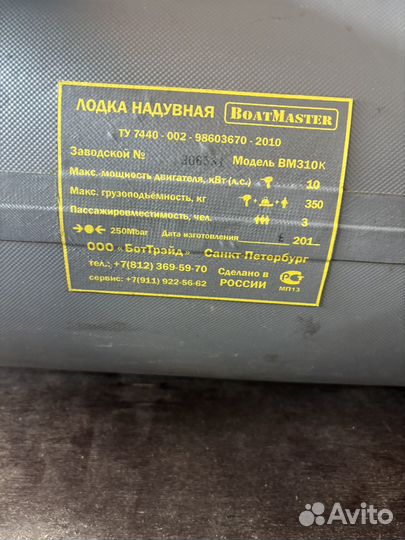 ЛОДКА НАДУВНАЯ BOATMASTER
ТУ 7440 - 002 - 98603670 - 2010
Заводской № Модель BM310K
Макс. мощность двигателя, кВт (л.с.) 10
Макс. грузоподъёмность, кг 350
Пассажировместимость, чел. 3
250Mbar Дата изготовления 201
ООО «БотТрэйд» Санкт-Петербург
тел.: +7(812) 369-59-70 Сделано в
сервис: +7(911) 922-56-62 РОССИИ
МП13
Avito